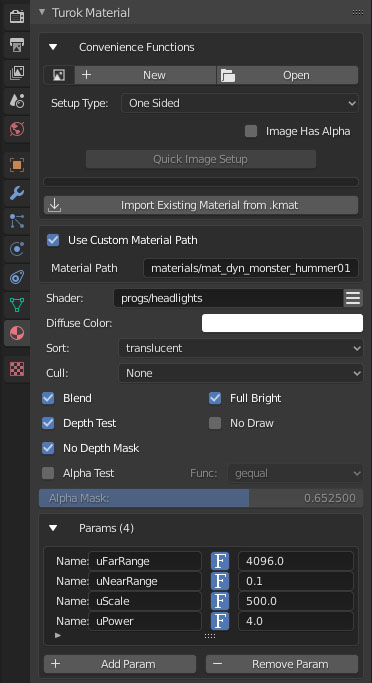 Turok Material
Convenience Functions
New Open
Setup Type: One Sided
Image Has Alpha
Quick Image Setup
Import Existing Material from .kmat
Use Custom Material Path
Material Path materials/mat_dyn_monster_hummer01
Shader: progs/headlights
Diffuse Color:
Sort: translucent
Cull: None
Blend Full Bright
Depth Test No Draw
No Depth Mask
Alpha Test Func: gequal
Alpha Mask: 0.652500
Params (4)
Name: uFarRange F 4096.0
Name: uNearRange F 0.1
Name: uScale F 500.0
Name: uPower F 4.0
Add Param Remove Param